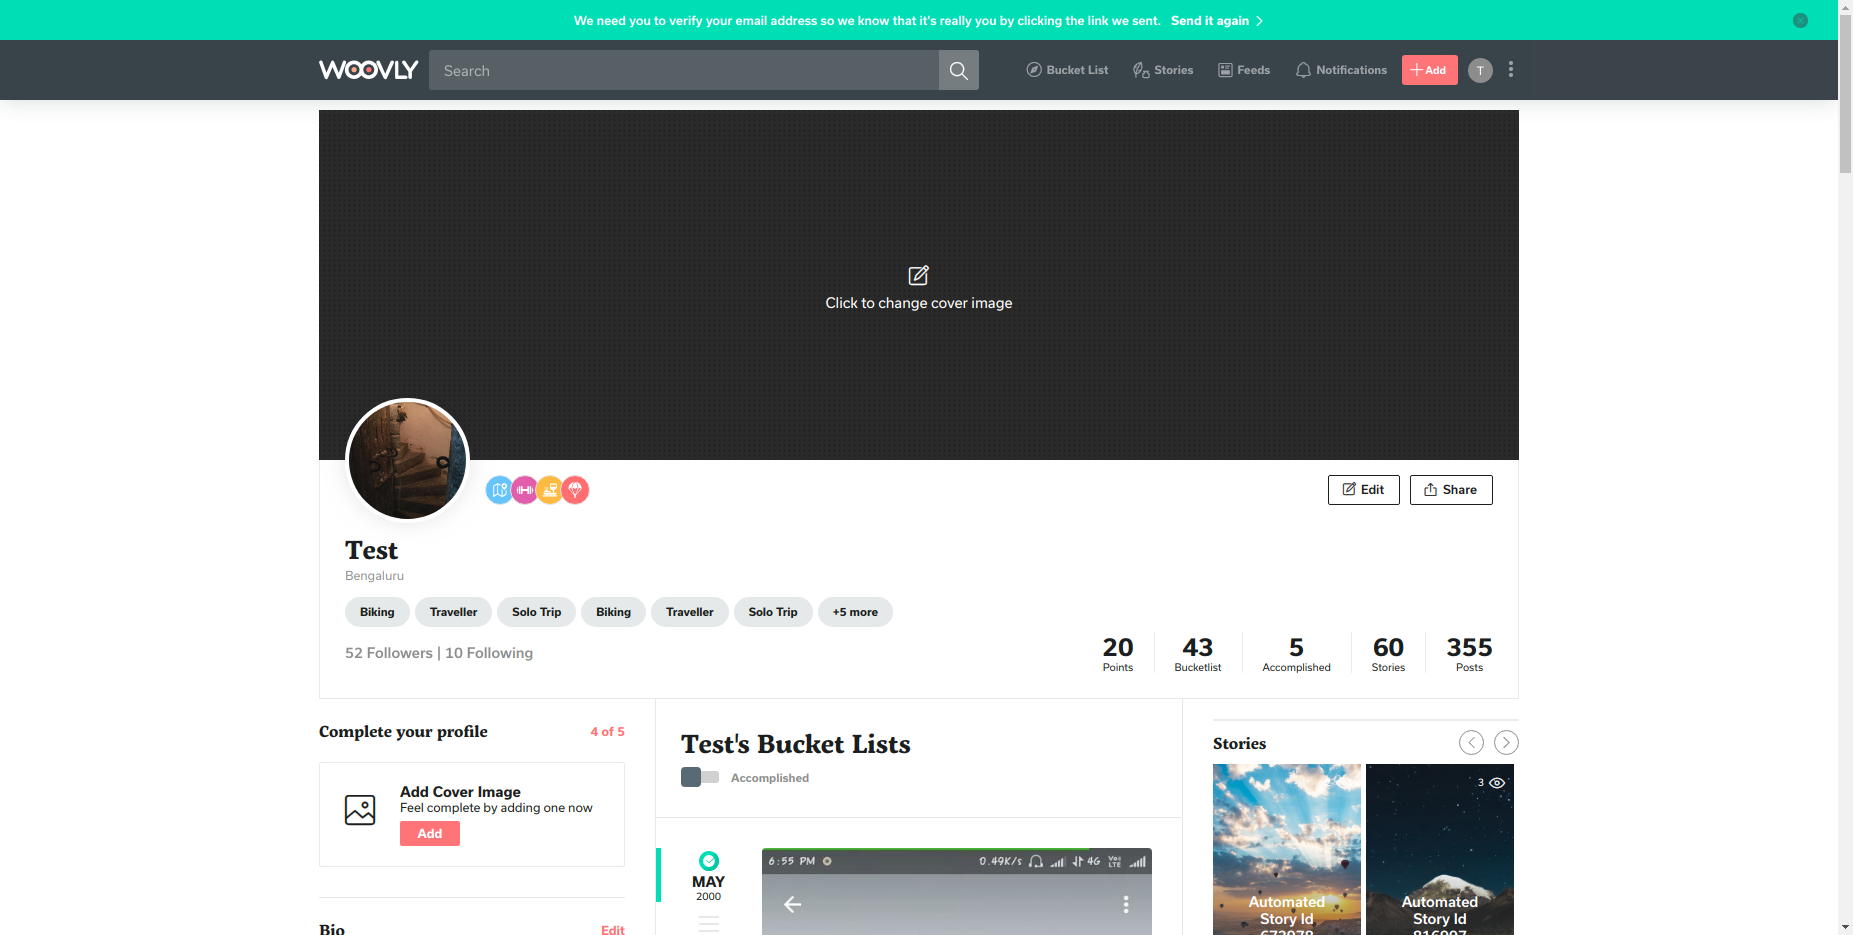 We need you to verify your email address so we know that it's really you by clicking the link we sent. Send it again
WOOVLY
Search
Bucket List
Stories
Feeds
Notifications
Add
T
Click to change cover image
Edit
Share
Test
Bengaluru
Biking
Traveller
Solo Trip
Biking
Traveller
Solo Trip
+5 more
52 Followers | 10 Following
20
Points
43
Bucketlist
5
Accomplished
60
Stories
355
Posts
Complete your profile
4 of 5
Add Cover Image
Feel complete by adding one now
Add
Bio
Edit
Test's Bucket Lists
Accomplished
MAY
2000
6:55 PM
0.49K/s
4G
Vo
LTE
Stories
3
Automated
Story Id
Automated
Story Id